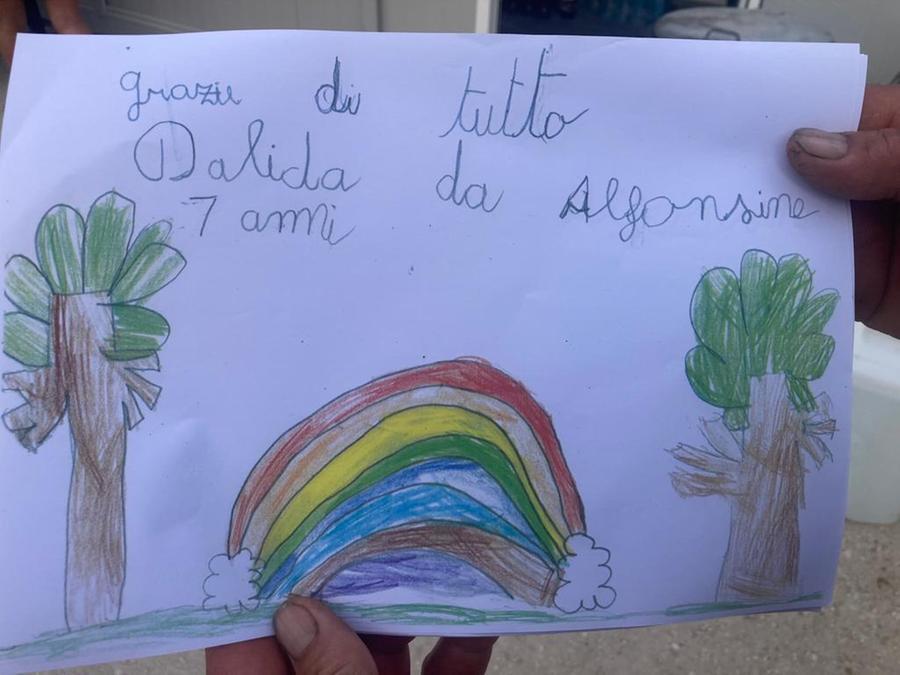 grazie di tutto
Dalida da Alfonsine
7 anni